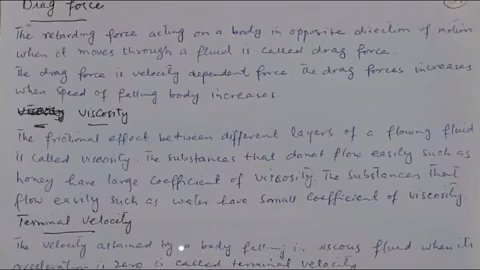 Drag force
The retarding force acting on a body in opposite direction of motion
when it moves through a fluid is called drag force.
The drag force is velocity dependent force The drag forces increases
when speed of falling body increases.
Viscosity
The frictional effect between different layers of a flowing fluid
is called viscosity. The substances that donot flow easily such as
honey have large coefficient of viscosity. The substances that
flow easily such as water have small coefficient of viscosity.
Terminal Velocity
The velocity attained by a body falling in viscous fluid when its
acceleration is zero is called terminal velocity